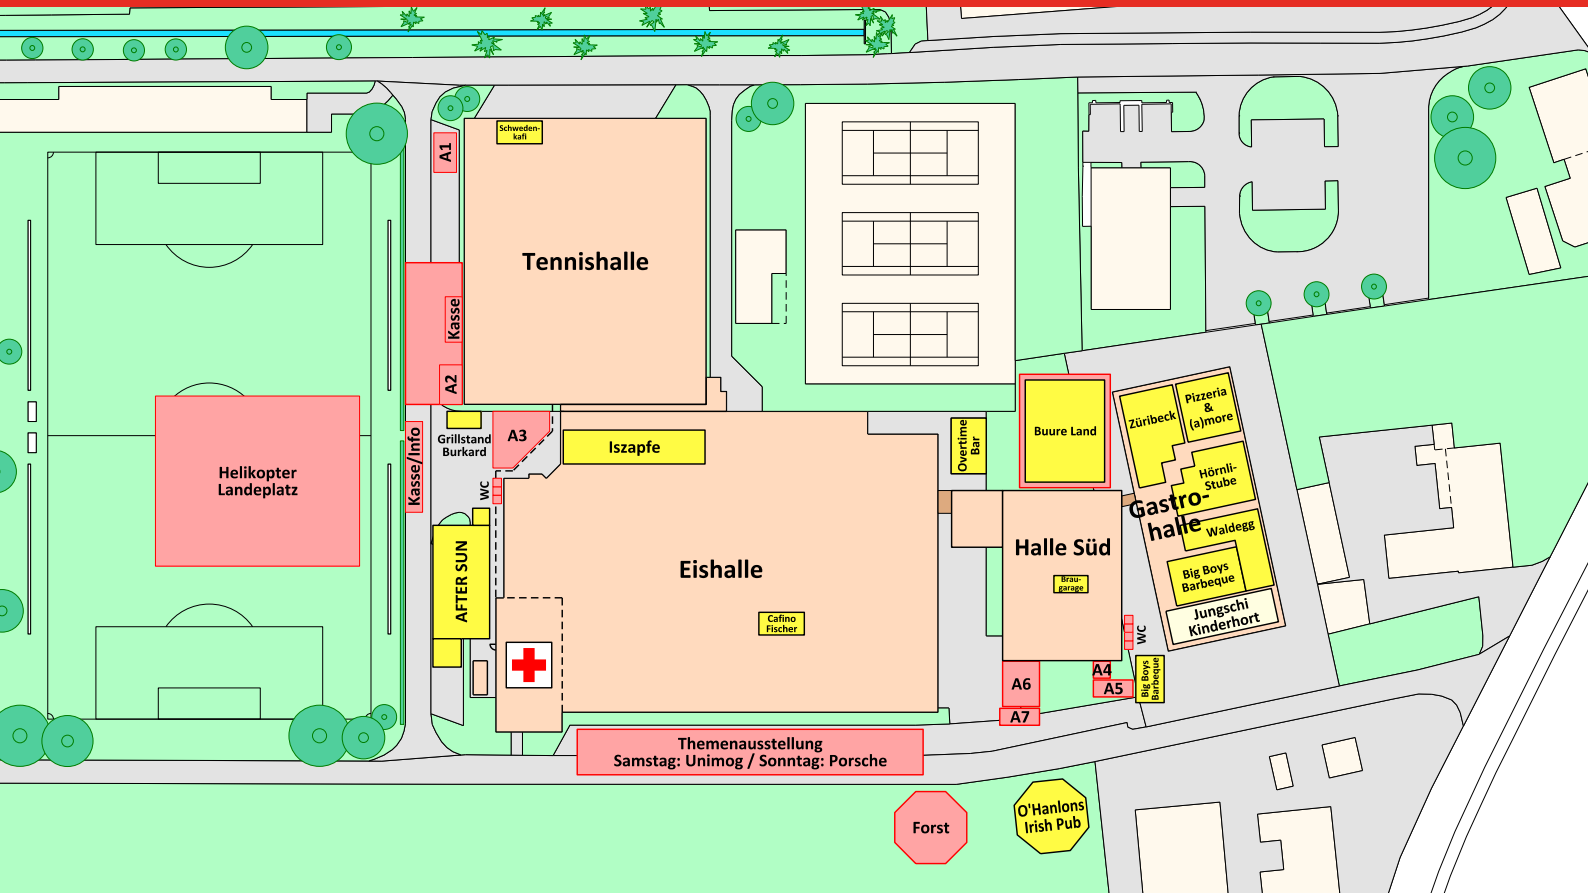 Schweden-
kafi
A1
Tennishalle
Kasse
A2
Grillstand
Burkard
A3
Kasse/Info
WC
Iszapfe
Overtime
Bar
Buure Land
Züribeck
Pizzeria
&
(a)more
Hörnli-
Stube
Gastro-
halle
Waldegg
Big Boys
Barbeque
Jungschi
Kinderhort
Helikopter
Landeplatz
AFTER SUN
Eishalle
Cafino
Fischer
Halle Süd
Brau-
garage
WC
A4
A5
A6
A7
Big Boys
Barbeque
Themenausstellung
Samstag: Unimog / Sonntag: Porsche
Forst
O'Hanlons
Irish Pub